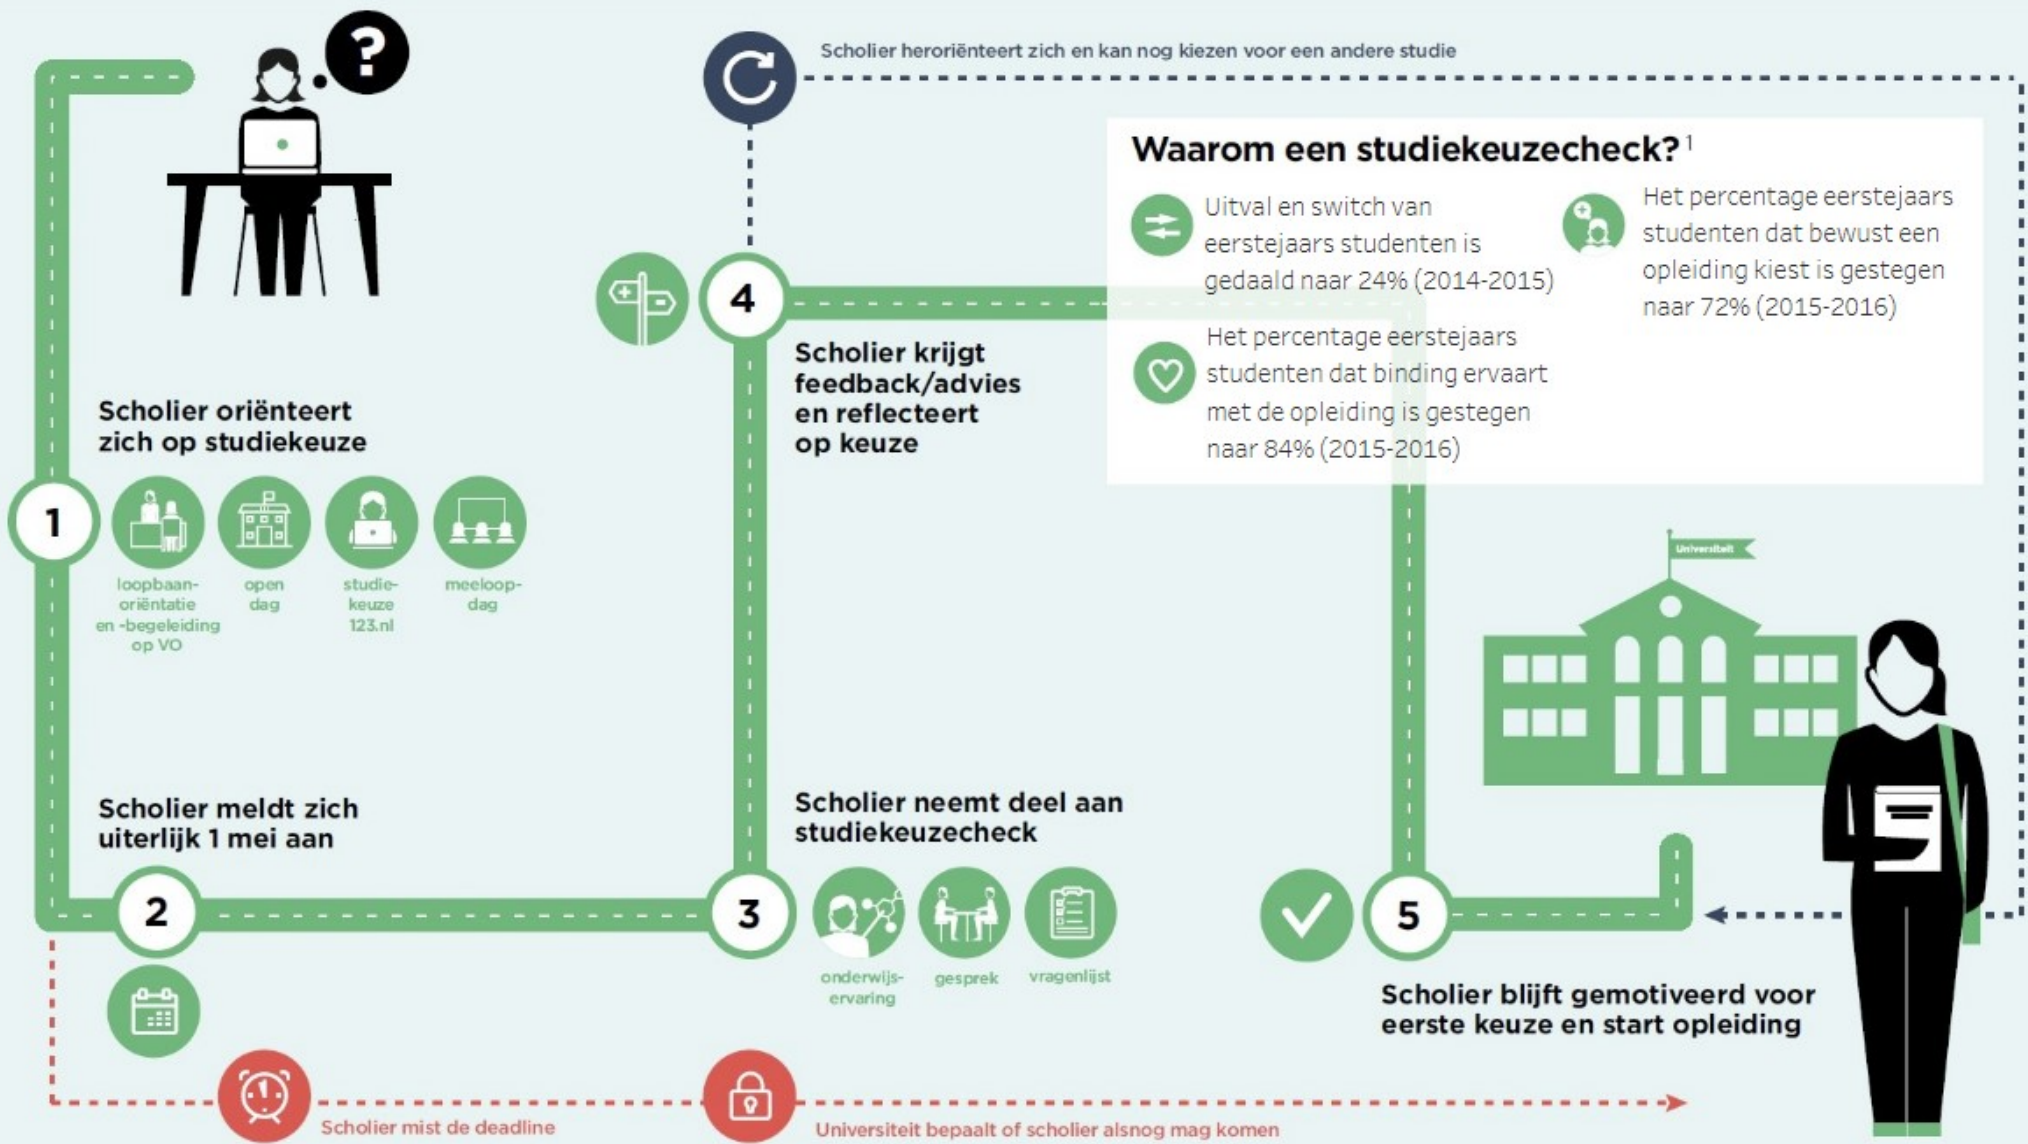 ?
Scholier heroriënteert zich en kan nog kiezen voor een andere studie
Waarom een studiekeuzecheck? 1
Uitval en switch van
eerstejaars studenten is
gedaald naar 24% (2014-2015)
Het percentage eerstejaars
studenten dat bewust een
opleiding kiest is gestegen
naar 72% (2015-2016)
Het percentage eerstejaars
studenten dat binding ervaart
met de opleiding is gestegen
naar 84% (2015-2016)
4
Scholier krijgt
feedback/advies
en reflecteert
op keuze
Scholier oriënteert
zich op studiekeuze
1
loopbaan-
oriëntatie
en -begeleiding
op VO
open
dag
studie-
keuze
123.nl
meeloop-
dag
Universiteit
Scholier meldt zich
uiterlijk 1 mei aan
2
Scholier neemt deel aan
studiekeuzecheck
3
onderwijs-
ervaring
gesprek
vragenlijst
5
Scholier blijft gemotiveerd voor
eerste keuze en start opleiding
Scholier mist de deadline
Universiteit bepaalt of scholier alsnog mag komen